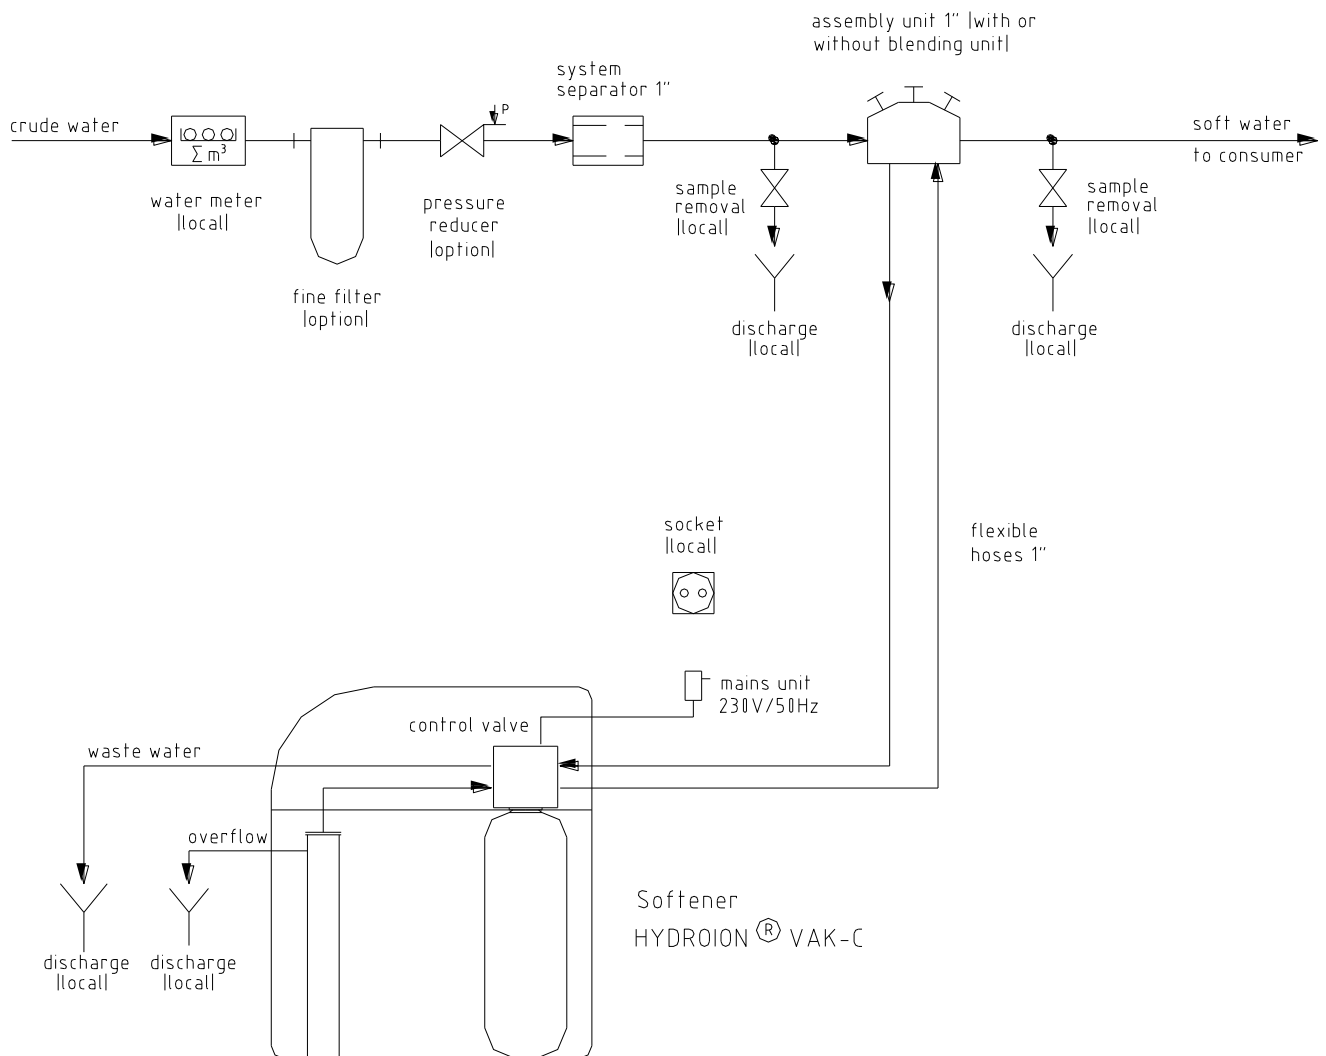 assembly unit 1" |with or
without blending unit|
system
separator 1"
P
crude water
Σ m³
water meter
|local|
fine filter
|option|
pressure
reducer
|option|
sample
removal
|local|
discharge
|local|
sample
removal
|local|
discharge
|local|
soft water
to consumer
socket
|local|
flexible
hoses 1"
mains unit
230V/50Hz
control valve
waste water
overflow
discharge
|local|
discharge
|local|
Softener
HYDROION ® VAK-C